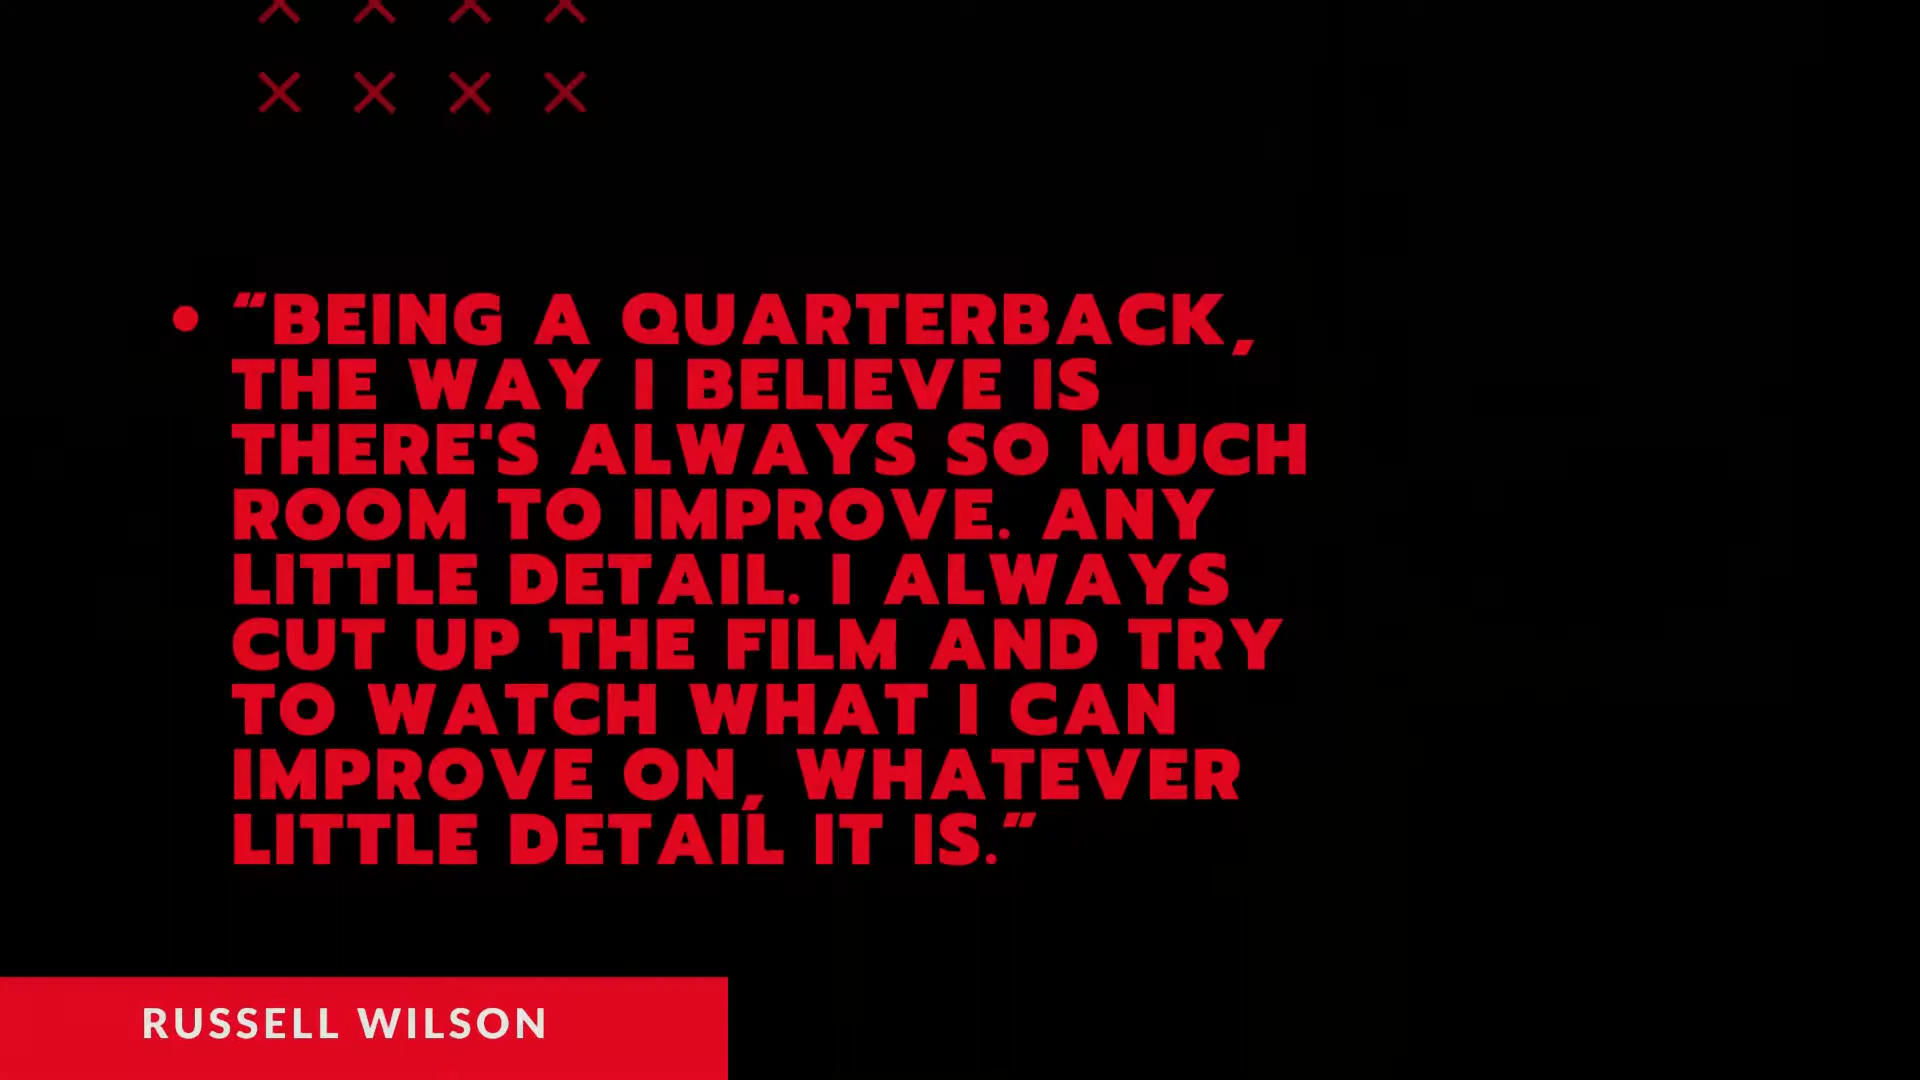 • “BEING A QUARTERBACK,
THE WAY I BELIEVE IS
THERE'S ALWAYS SO MUCH
ROOM TO IMPROVE. ANY
LITTLE DETAIL. I ALWAYS
CUT UP THE FILM AND TRY
TO WATCH WHAT I CAN
IMPROVE ON, WHATEVER
LITTLE DETAIL IT IS.”
RUSSELL WILSON